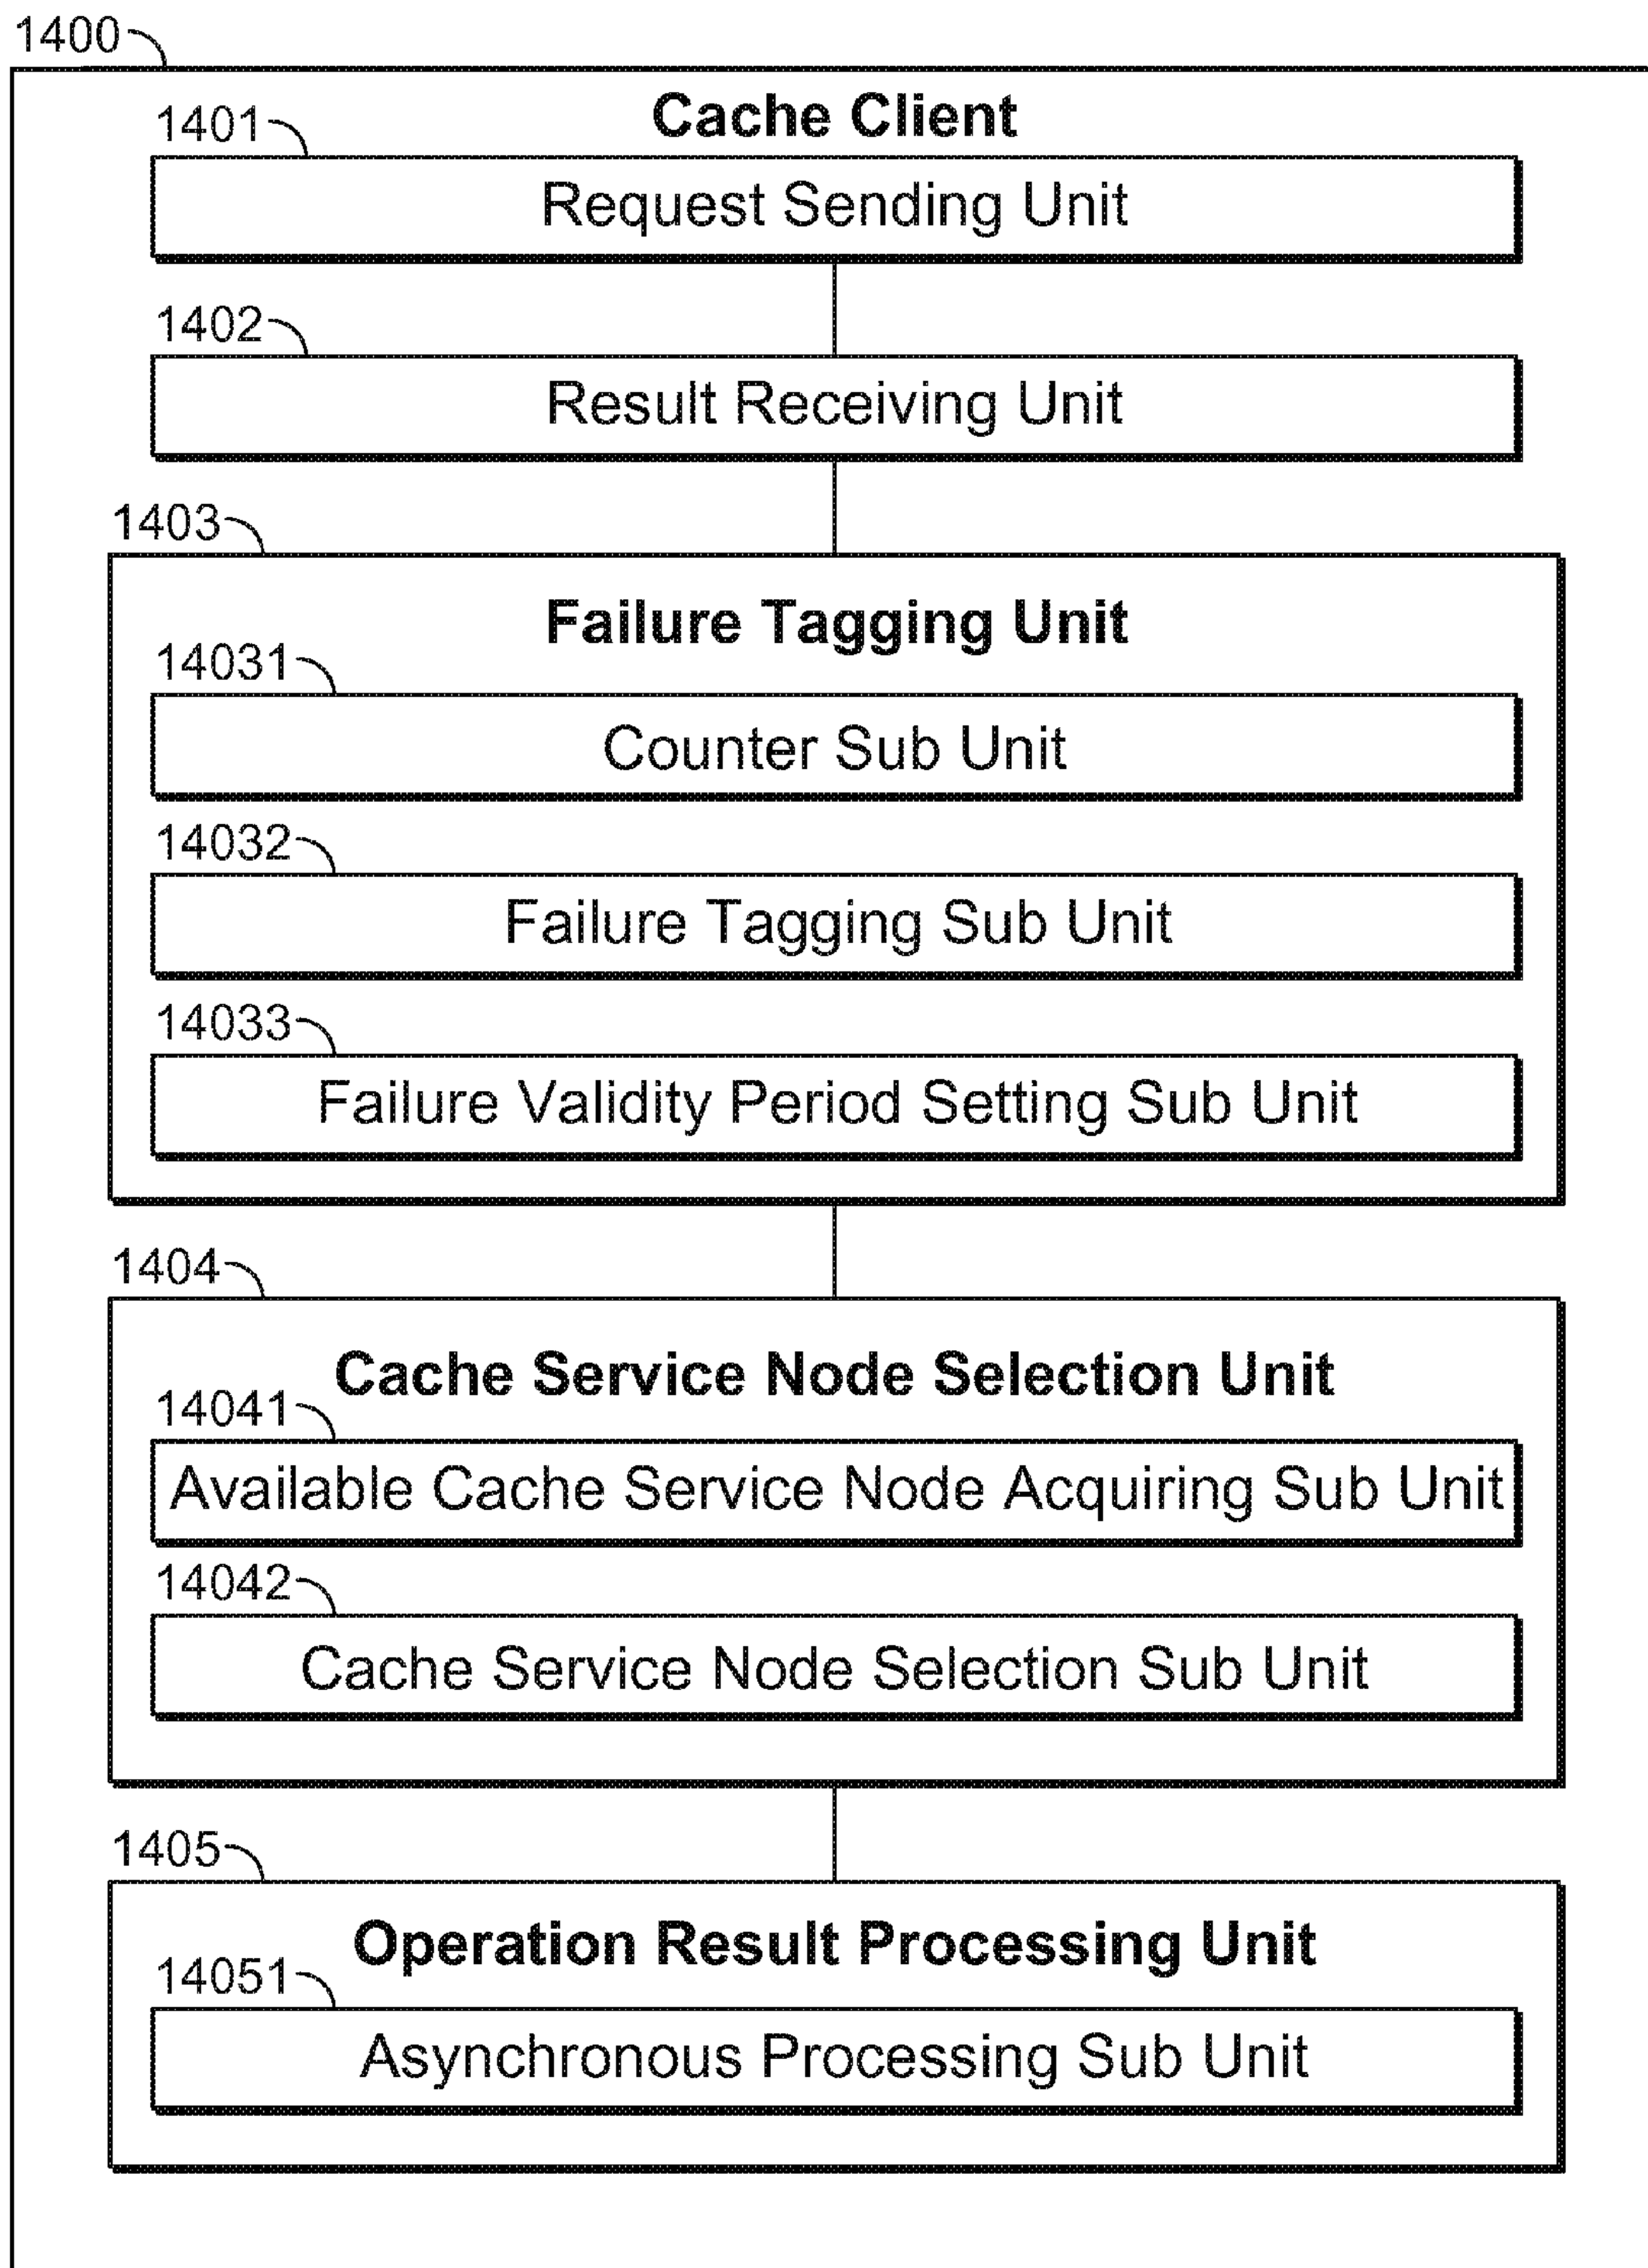 1400
Cache Client
1401
Request Sending Unit
1402
Result Receiving Unit
1403
Failure Tagging Unit
14031
Counter Sub Unit
14032
Failure Tagging Sub Unit
14033
Failure Validity Period Setting Sub Unit
1404
Cache Service Node Selection Unit
14041
Available Cache Service Node Acquiring Sub Unit
14042
Cache Service Node Selection Sub Unit
1405
Operation Result Processing Unit
14051
Asynchronous Processing Sub Unit